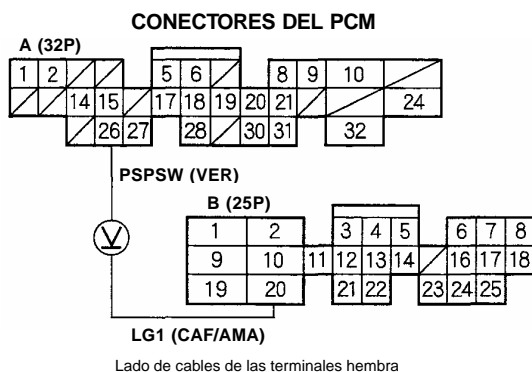 CONECTORES DEL PCM
A (32P)
1 2 5 6 8 9 10
14 15 17 18 19 20 21 24
26 27 28 30 31 32
PSPSW (VER)
B (25P)
1 2 3 4 5 6 7 8
9 10 11 12 13 14 16 17 18
19 20 21 22 23 24 25
LG1 (CAF/AMA)
Lado de cables de las terminales hembra